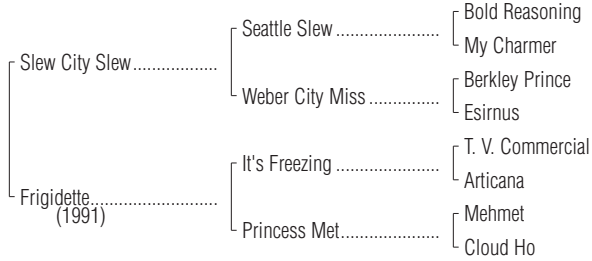 Bold Reasoning
Seattle Slew .......................
My Charmer
Slew City Slew..................
Berkley Prince
Weber City Miss ...............
Esirnus
T. V. Commercial
It's Freezing .......................
Articana
Frigidette...........................
(1991)
Mehmet
Princess Met.....................
Cloud Ho